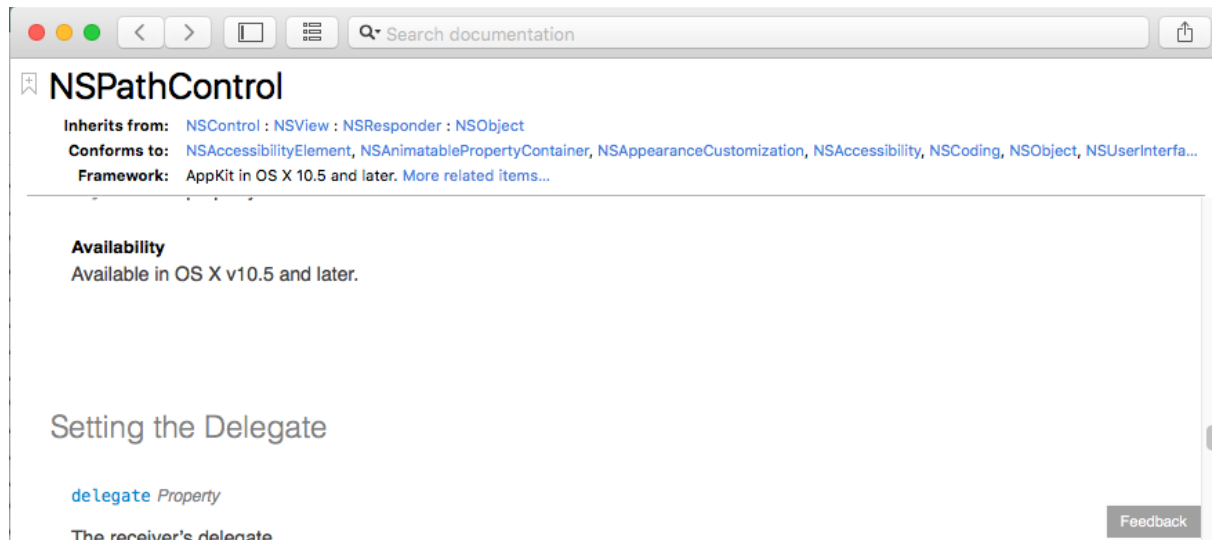 Search documentation
NSPathControl
Inherits from: NSControl : NSView : NSResponder : NSObject
Conforms to: NSAccessibilityElement, NSAnimatablePropertyContainer, NSAppearanceCustomization, NSAccessibility, NSCoding, NSObject, NSUserInterfa...
Framework: AppKit in OS X 10.5 and later. More related items...
Availability
Available in OS X v10.5 and later.
Setting the Delegate
delegate Property
Feedback
The receiver's delegate